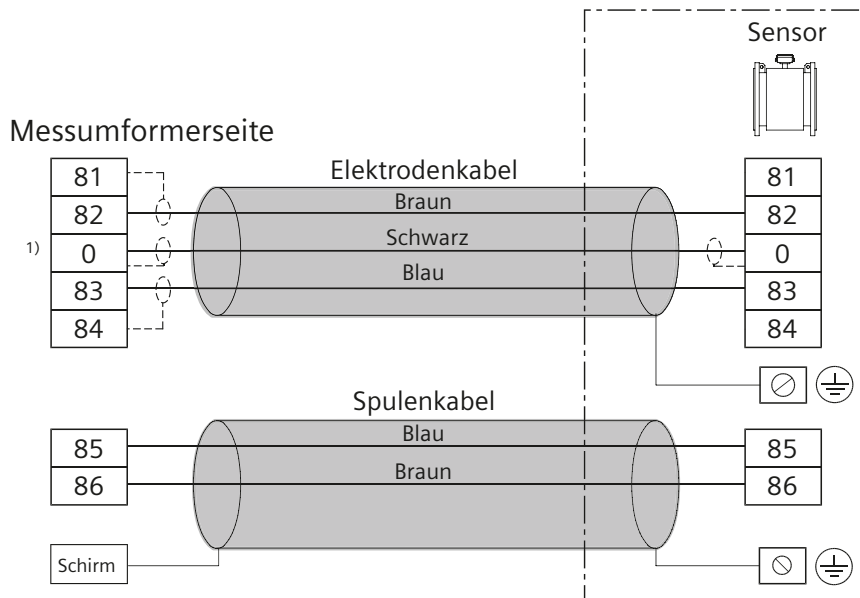 Sensor
Messumformerseite
Elektrodenkabel
81
81
Braun
82
82
Schwarz
1)
0
0
Blau
83
83
84
84
Spulenkabel
Blau
85
85
Braun
86
86
Schirm